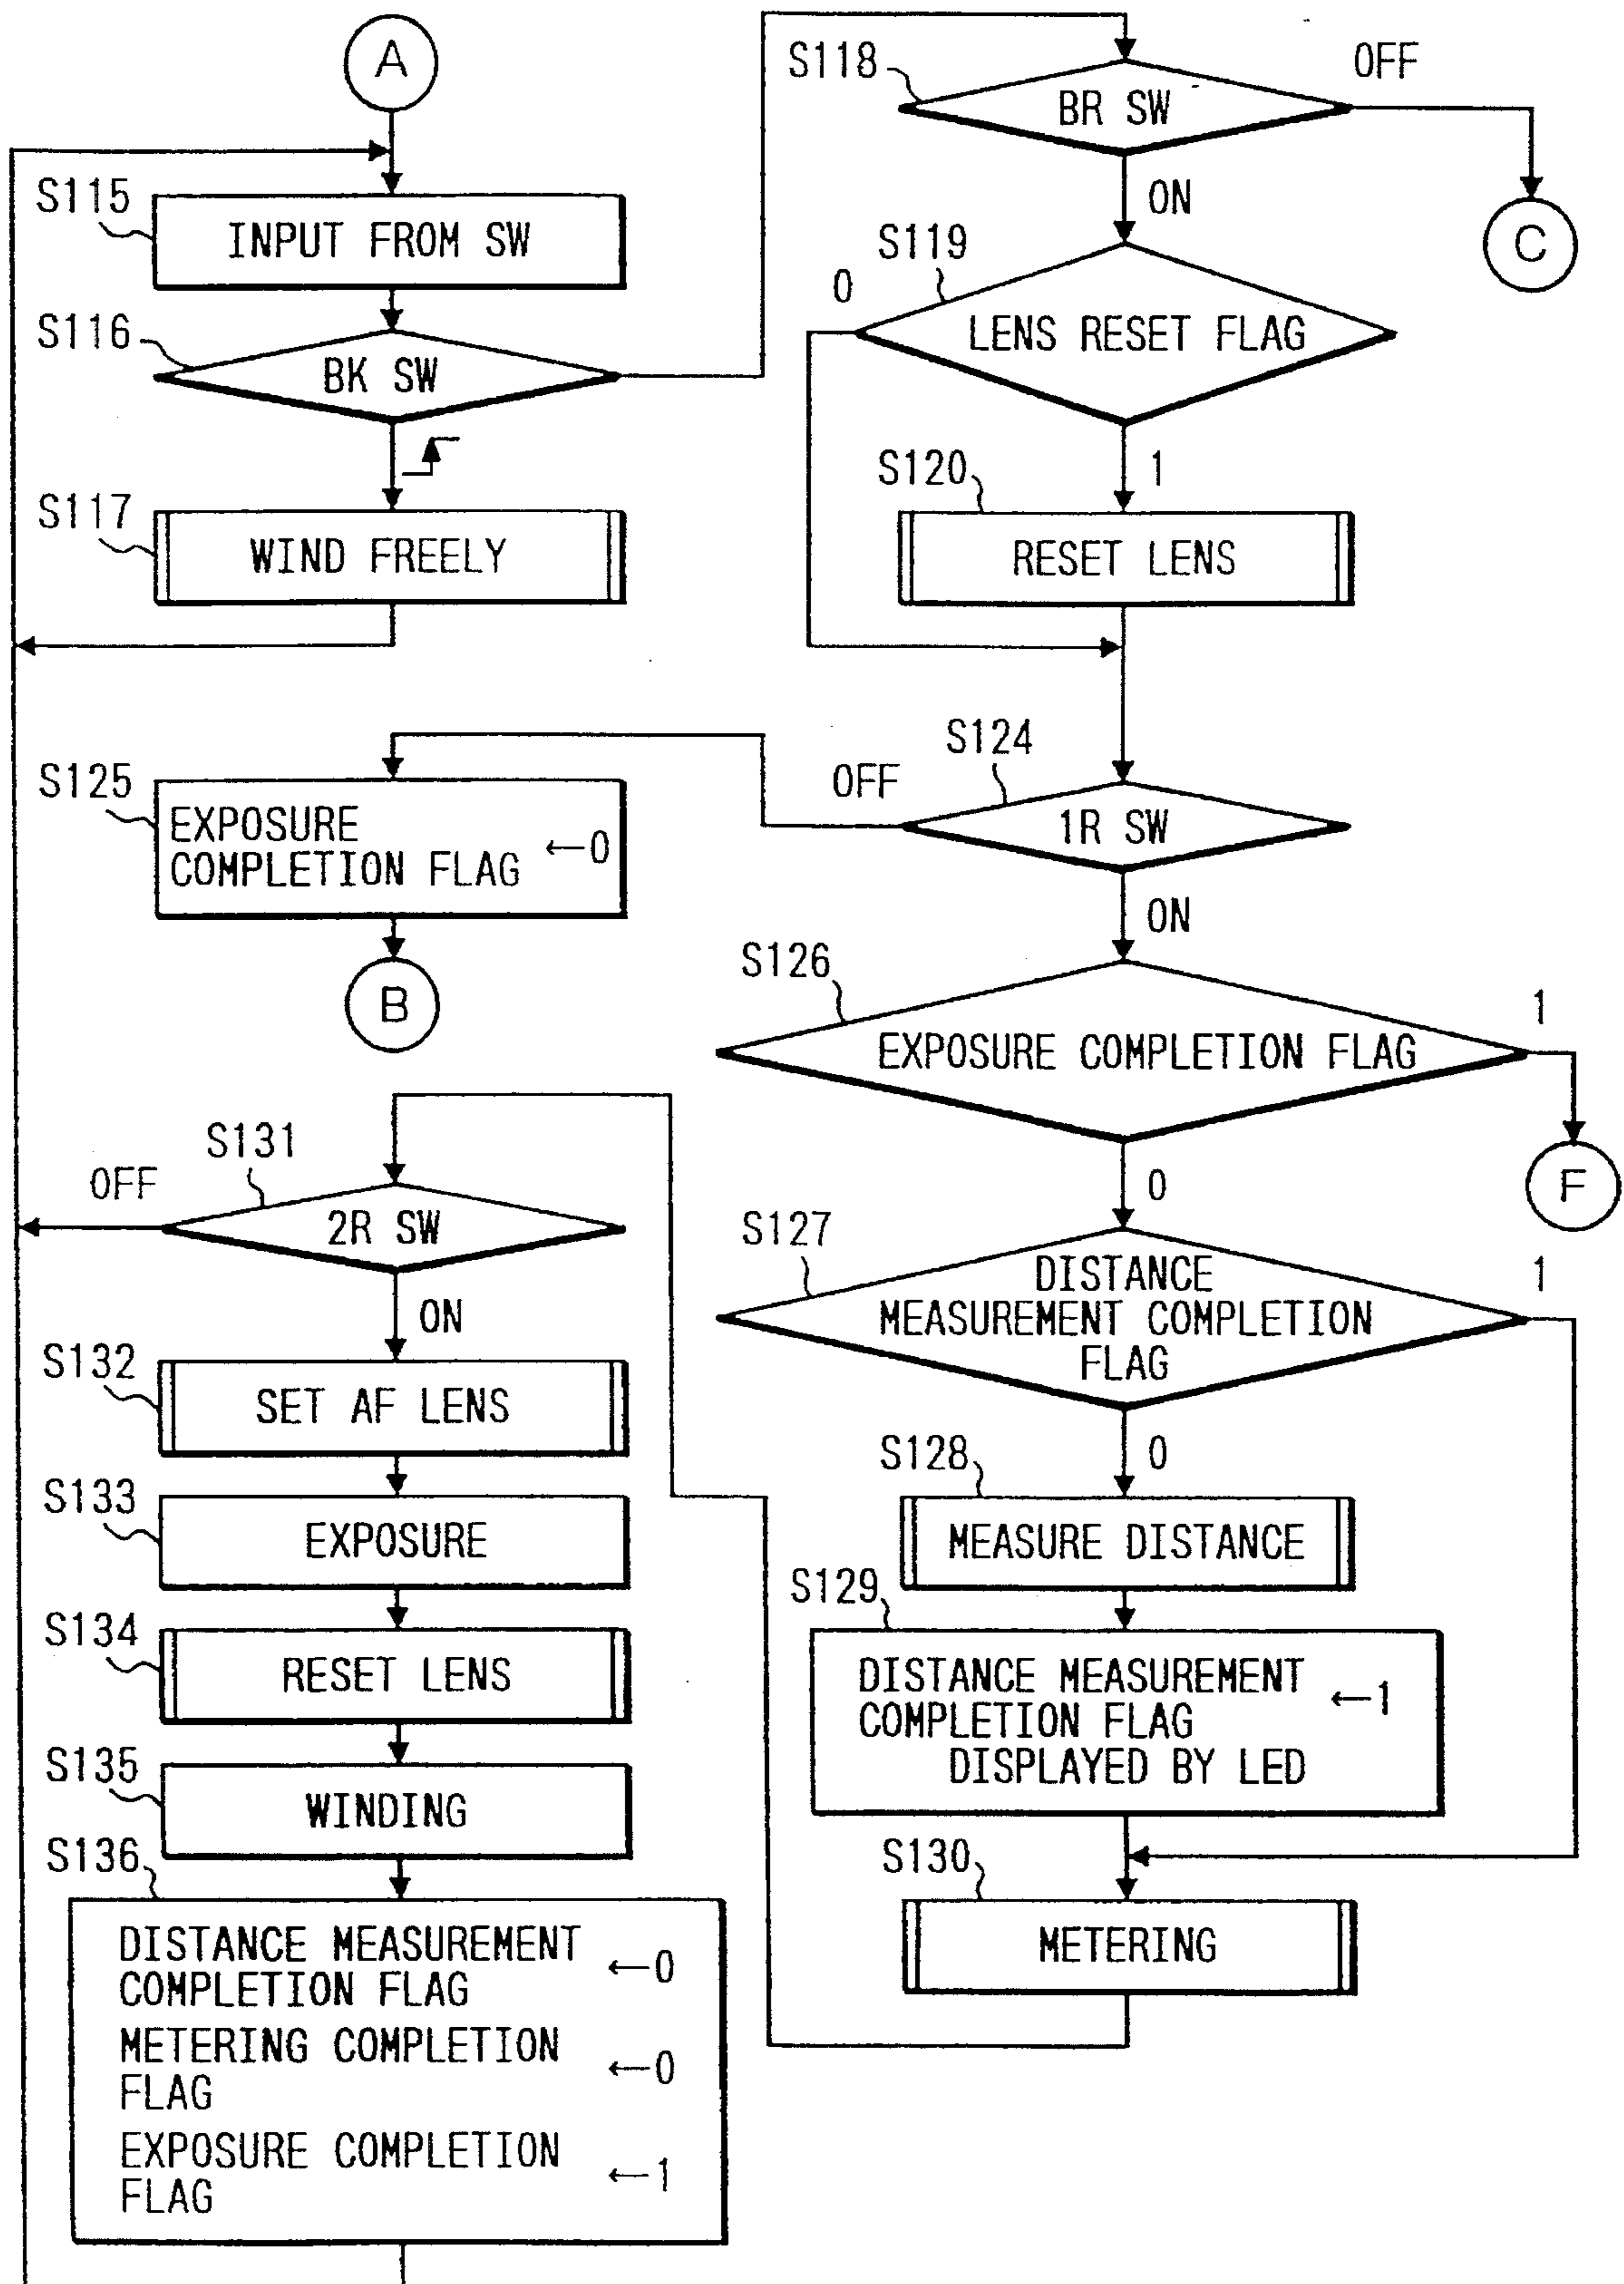 A
S115
INPUT FROM SW
S116
BK SW
S117
WIND FREELY
S118
BR SW
OFF
ON
C
S119
0
LENS RESET FLAG
1
S120
RESET LENS
S124
OFF
1R SW
ON
S125
EXPOSURE
COMPLETION FLAG ←0
B
S126
EXPOSURE COMPLETION FLAG
1
F
0
S127
DISTANCE
MEASUREMENT COMPLETION
FLAG
1
0
S128
MEASURE DISTANCE
S129
DISTANCE MEASUREMENT
COMPLETION FLAG ←1
DISPLAYED BY LED
S130
METERING
S131
OFF
2R SW
ON
S132
SET AF LENS
S133
EXPOSURE
S134
RESET LENS
S135
WINDING
S136
DISTANCE MEASUREMENT
COMPLETION FLAG ←0
METERING COMPLETION
FLAG ←0
EXPOSURE COMPLETION
FLAG ←1